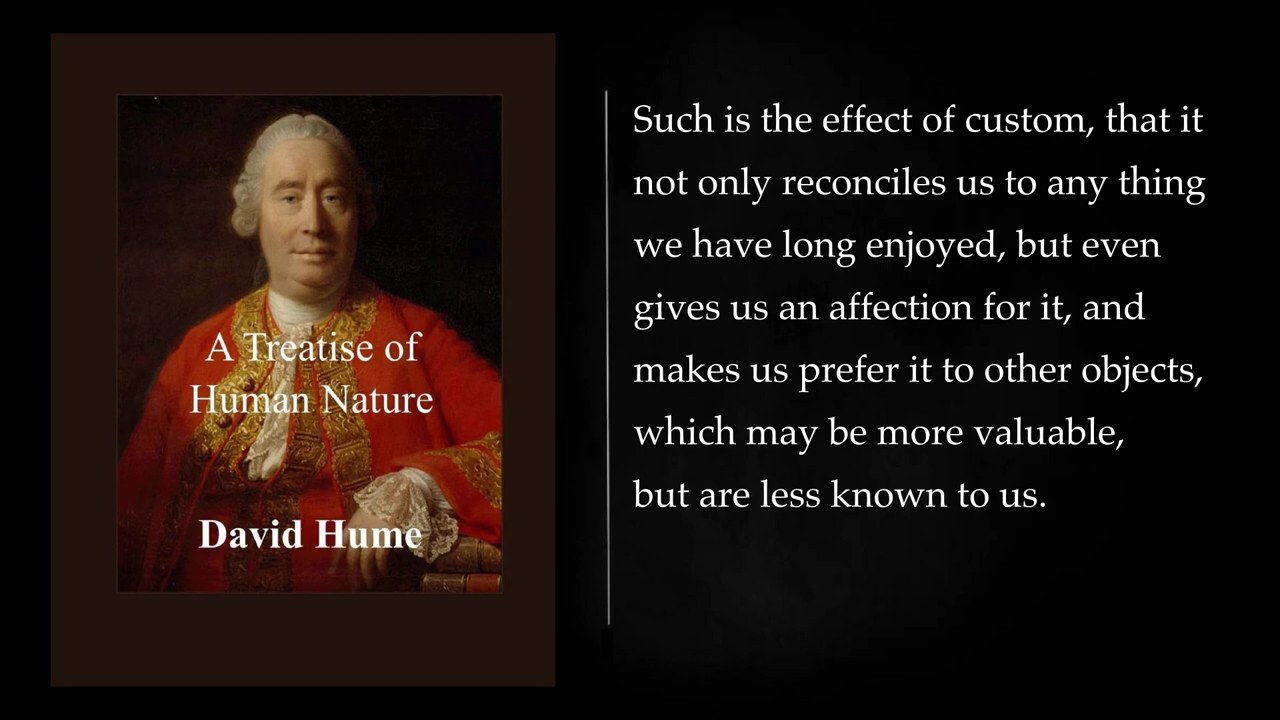 A Treatise of
Human Nature
David Hume
Such is the effect of custom, that it
not only reconciles us to any thing
we have long enjoyed, but even
gives us an affection for it, and
makes us prefer it to other objects,
which may be more valuable,
but are less known to us.